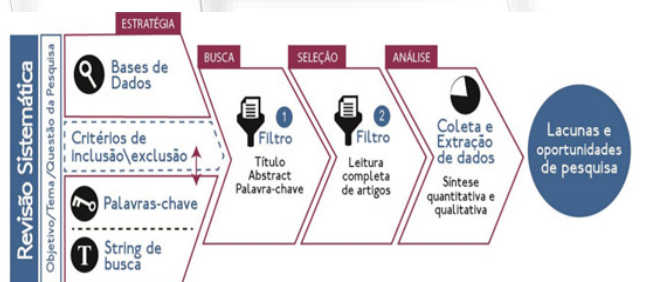 Revisão Sistemática
Objetivo/Tema/Questão da Pesquisa
ESTRATÉGIA
Bases de
Dados
Critérios de
inclusão\exclusão
Palavras-chave
T
String de
busca
BUSCA
1
Filtro
Título
Abstract
Palavra-chave
SELEÇÃO
2
Filtro
Leitura
completa
de artigos
ANÁLISE
Coleta e
Extração
de dados
Síntese
quantitativa e
qualitativa
Lacunas e
oportunidades
de pesquisa